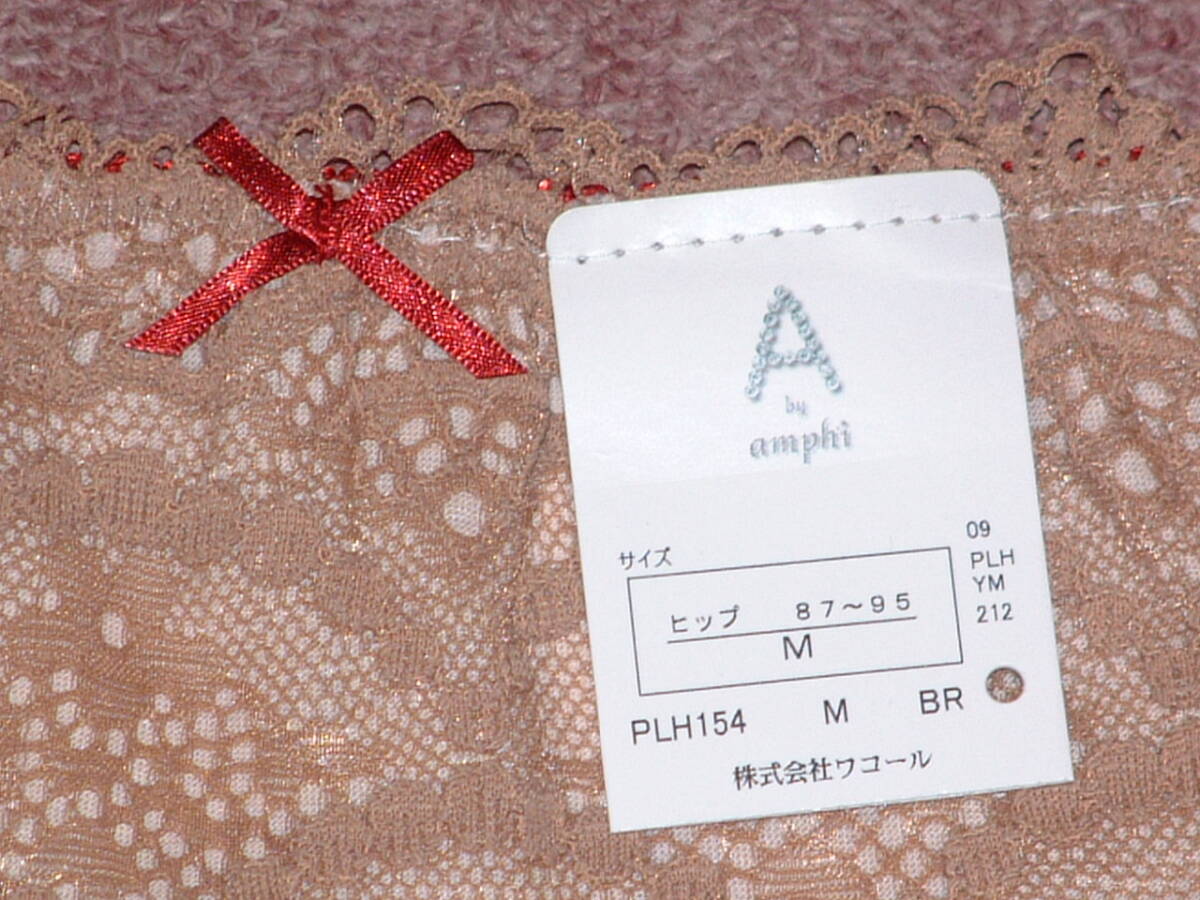 A
by
amphi
サイズ
ヒップ 87〜95
M
09
PLH
YM
212
PLH154 M BR
株式会社ワコール